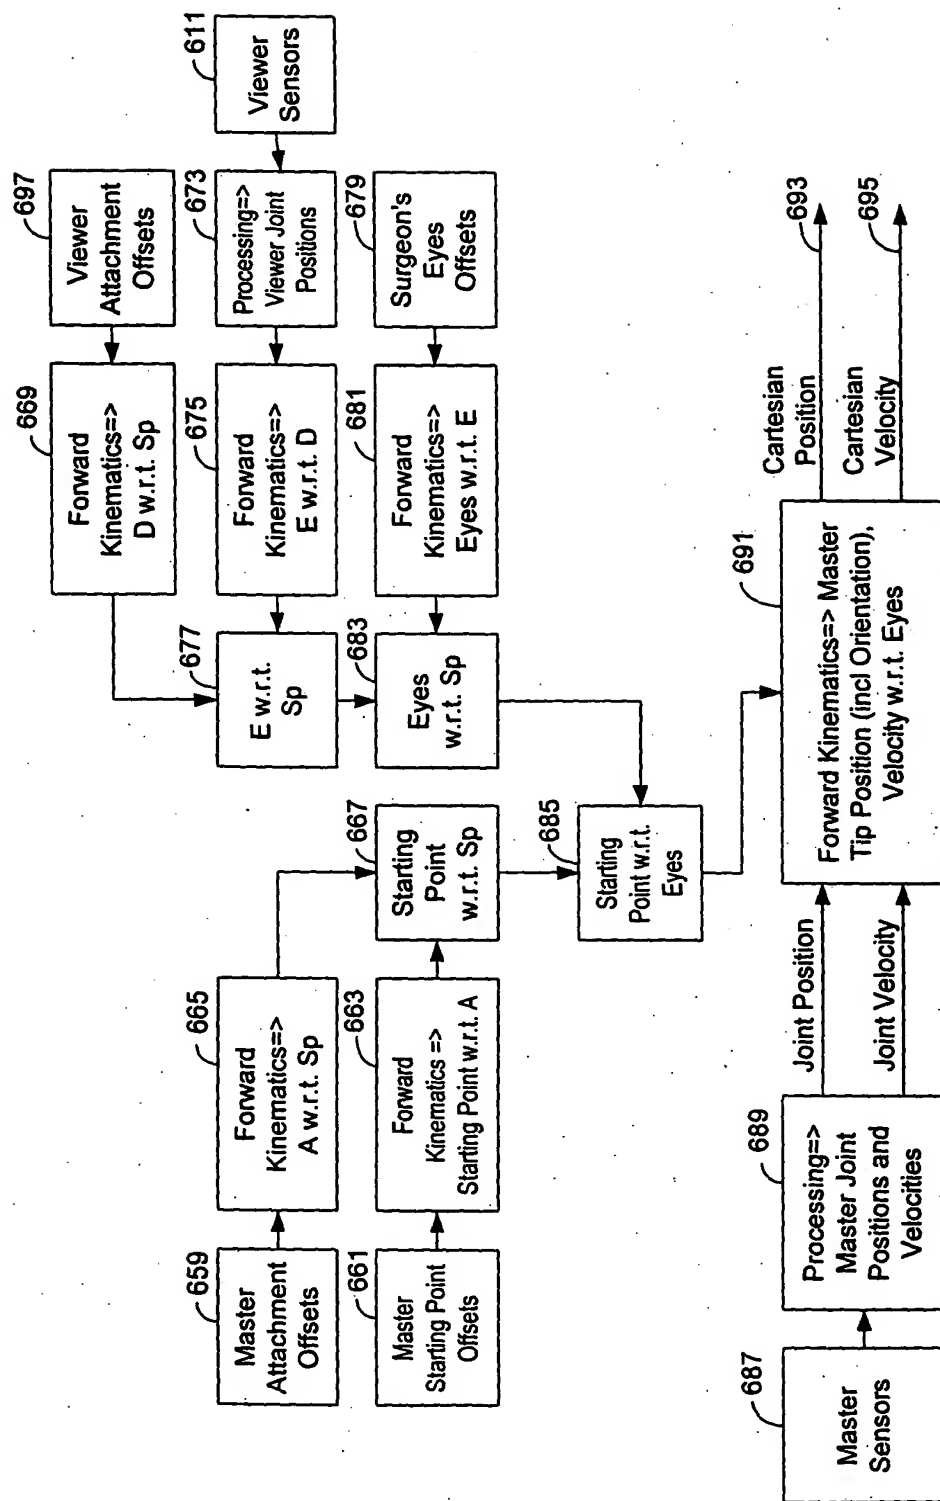 659
Master
Attachment
Offsets
665
Forward
Kinematics=>
A w.r.t. Sp
661
Master
Starting Point
Offsets
663
Forward
Kinematics =>
Starting Point w.r.t. A
667
Starting
Point
w.r.t. Sp
697
Viewer
Attachment
Offsets
669
Forward
Kinematics=>
D w.r.t. Sp
611
Viewer
Sensors
673
Processing=>
Viewer Joint
Positions
675
Forward
Kinematics=>
E w.r.t. D
677
E w.r.t.
Sp
679
Surgeon's
Eyes
Offsets
681
Forward
Kinematics=>
Eyes w.r.t. E
683
Eyes
w.r.t. Sp
685
Starting
Point w.r.t.
Eyes
687
Master
Sensors
689
Processing=>
Master Joint
Positions and
Velocities
Joint Position
Joint Velocity
691
Forward Kinematics=> Master
Tip Position (incl Orientation),
Velocity w.r.t. Eyes
Cartesian
Position
693
Cartesian
Velocity
695